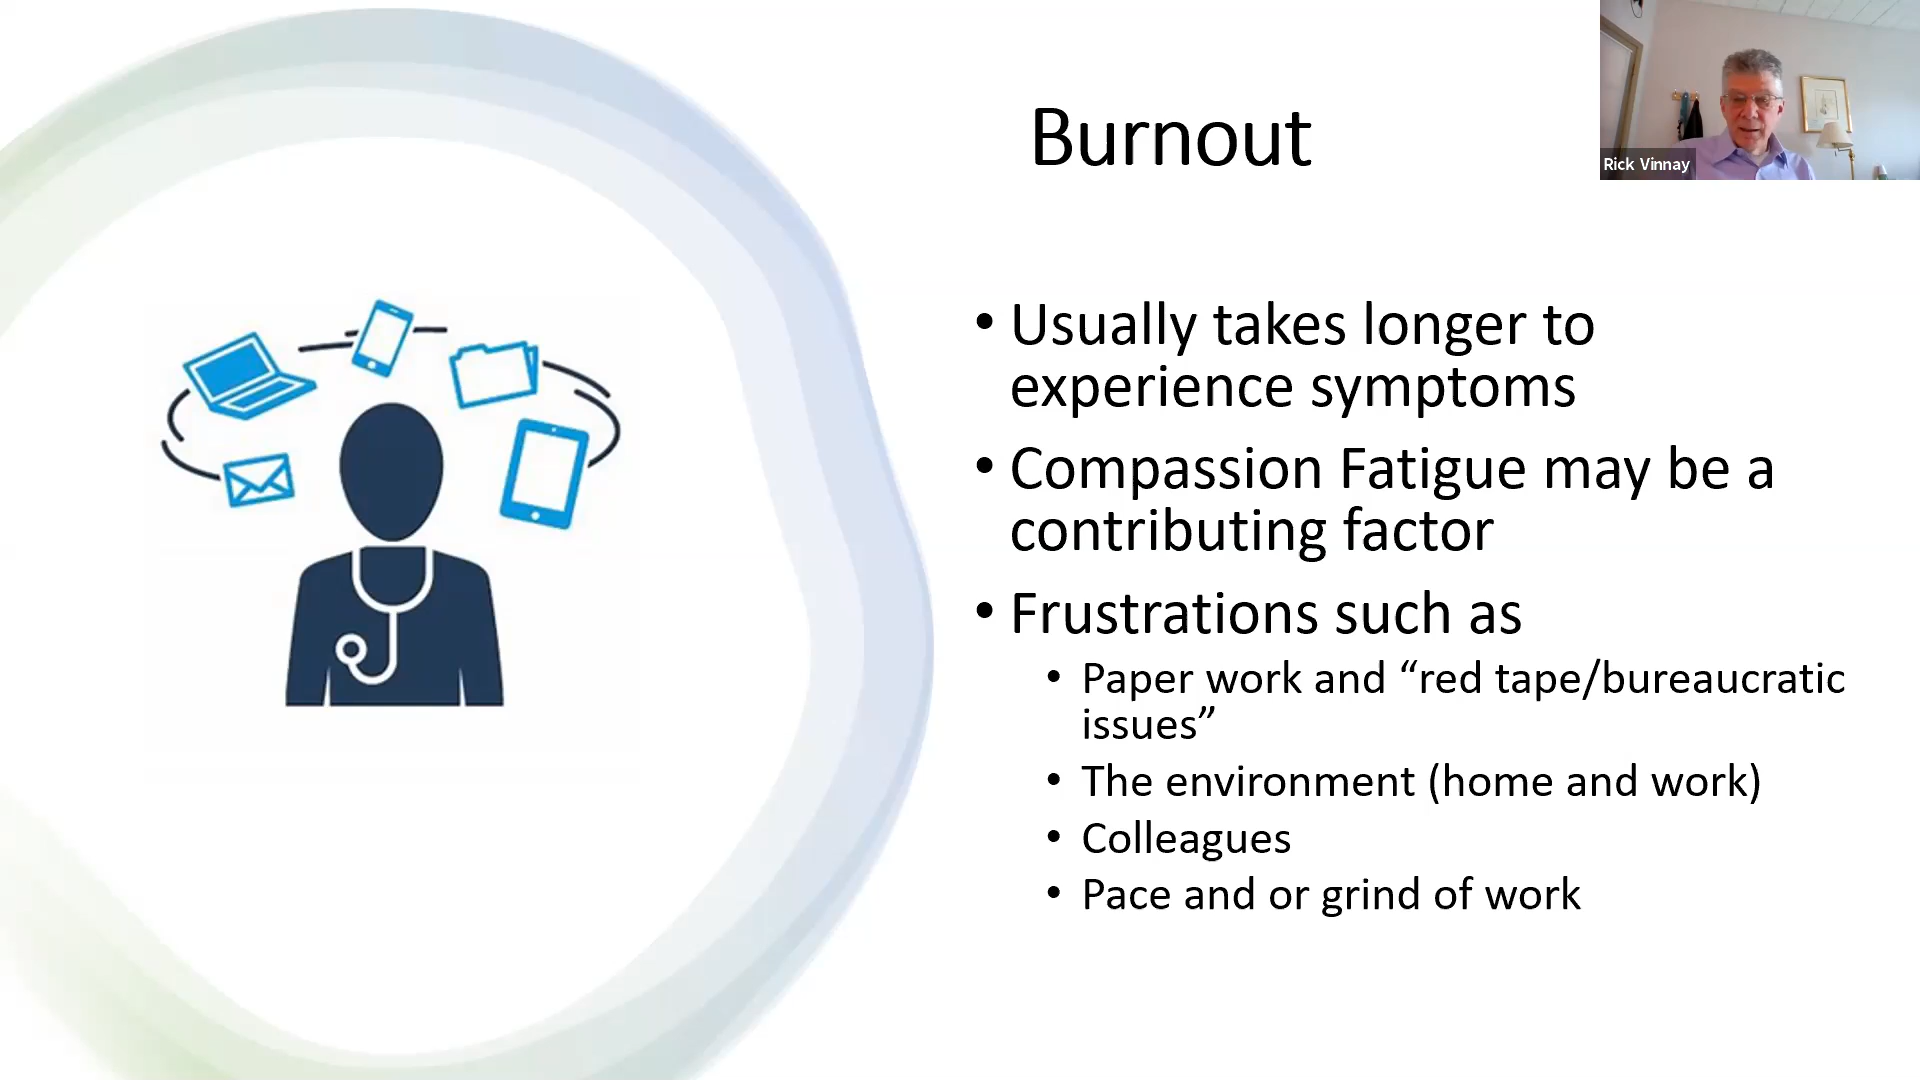 Burnout
Rick Vinnay
• Usually takes longer to
experience symptoms
• Compassion Fatigue may be a
contributing factor
• Frustrations such as
• Paper work and “red tape/bureaucratic
issues”
• The environment (home and work)
• Colleagues
• Pace and or grind of work